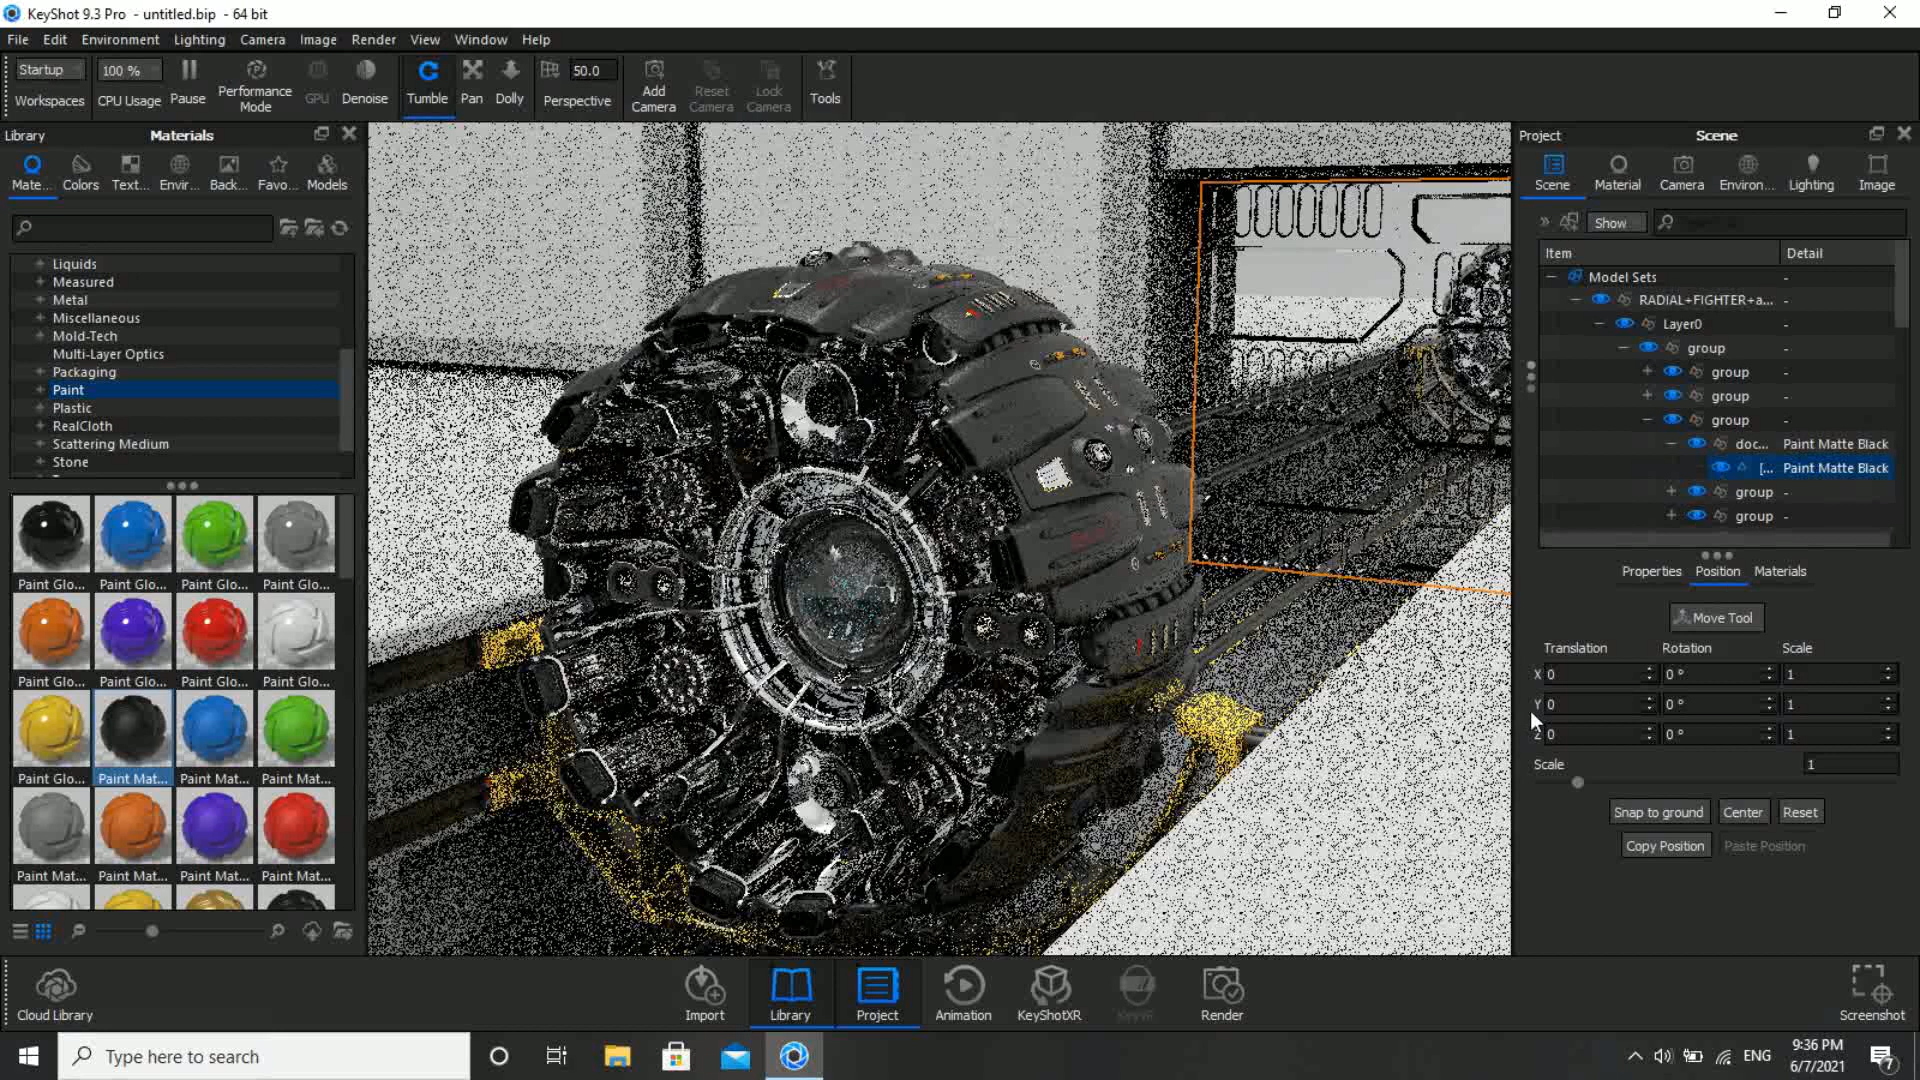 KeyShot 9.3 Pro - untitled.bip - 64 bit
File Edit Environment Lighting Camera Image Render View Window Help
Startup 100 % 50.0
Workspaces CPU Usage Pause Performance Mode GPU Denoise Tumble Pan Dolly Perspective Add Camera Reset Camera Lock Camera Tools
Library Materials
Mate... Colors Text... Envir... Back... Favo... Models
Liquids
Measured
Metal
Miscellaneous
Mold-Tech
Multi-Layer Optics
Packaging
Paint
Plastic
RealCloth
Scattering Medium
Stone
Paint Glo... Paint Glo... Paint Glo... Paint Glo...
Paint Glo... Paint Glo... Paint Glo... Paint Glo...
Paint Glo... Paint Mat... Paint Mat... Paint Mat...
Paint Mat... Paint Mat... Paint Mat... Paint Mat...
Project Scene
Scene Material Camera Environ... Lighting Image
Show
Item Detail
Model Sets -
RADIAL+FIGHTER+a... -
Layer0 -
group -
group -
group -
group -
doc... Paint Matte Black
[... Paint Matte Black
group -
group -
Properties Position Materials
Move Tool
Translation Rotation Scale
X 0 0 ° 1
Y 0 0 ° 1
Z 0 0 ° 1
Scale 1
Snap to ground Center Reset
Copy Position Paste Position
Cloud Library Import Library Project Animation KeyShotXR KeyVR Render Screenshot
Type here to search
ENG
9:36 PM
6/7/2021
7